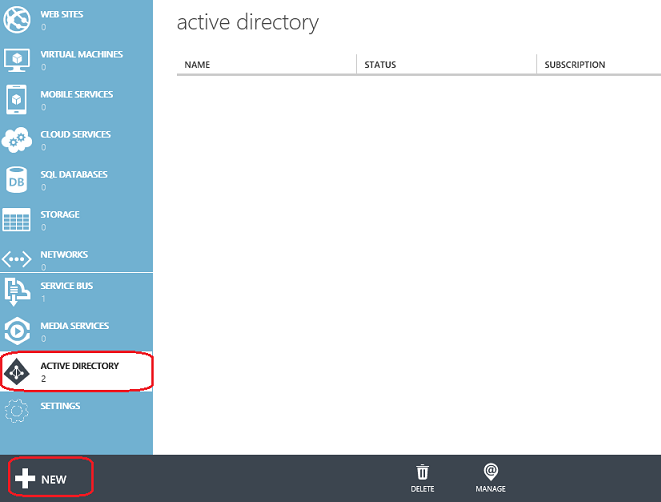 WEB SITES
0
VIRTUAL MACHINES
0
MOBILE SERVICES
0
CLOUD SERVICES
0
DB
SQL DATABASES
0
STORAGE
0
NETWORKS
0
SERVICE BUS
1
MEDIA SERVICES
0
ACTIVE DIRECTORY
2
SETTINGS
active directory
NAME STATUS SUBSCRIPTION
NEW
DELETE
MANAGE